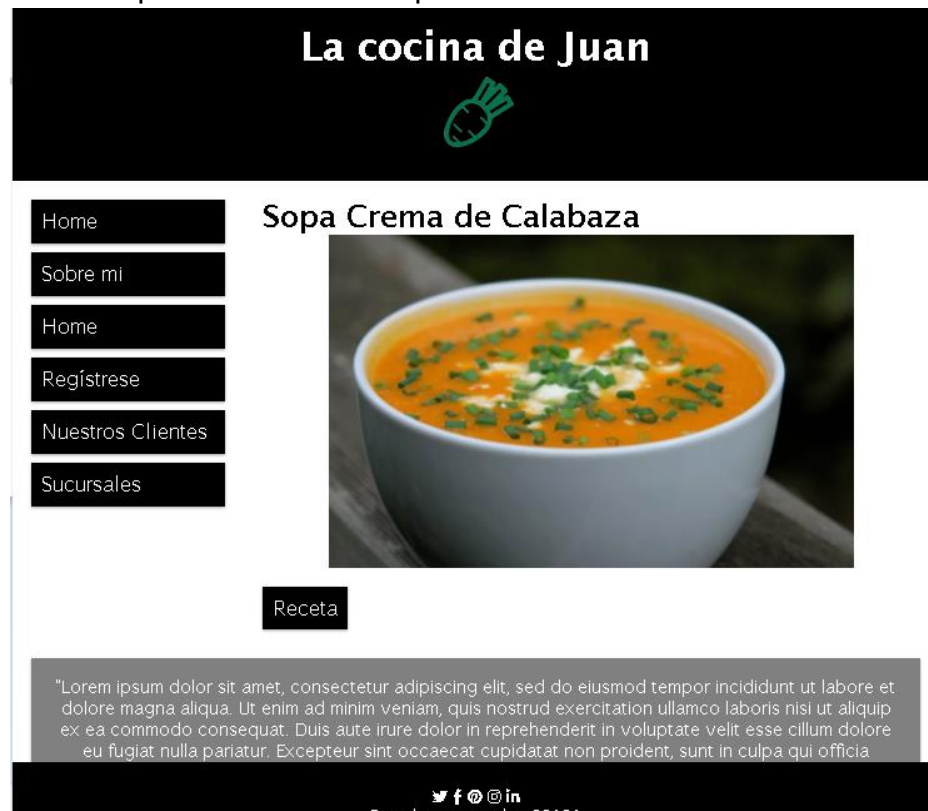 La cocina de Juan
Home
Sobre mi
Home
Regístrese
Nuestros Clientes
Sucursales
Sopa Crema de Calabaza
Receta
"Lorem ipsum dolor sit amet, consectetur adipiscing elit, sed do eiusmod tempor incididunt ut labore et
dolore magna aliqua. Ut enim ad minim veniam, quis nostrud exercitation ullamco laboris nisi ut aliquip
ex ea commodo consequat. Duis aute irure dolor in reprehenderit in voluptate velit esse cillum dolore
eu fugiat nulla pariatur. Excepteur sint occaecat cupidatat non proident, sunt in culpa qui officia